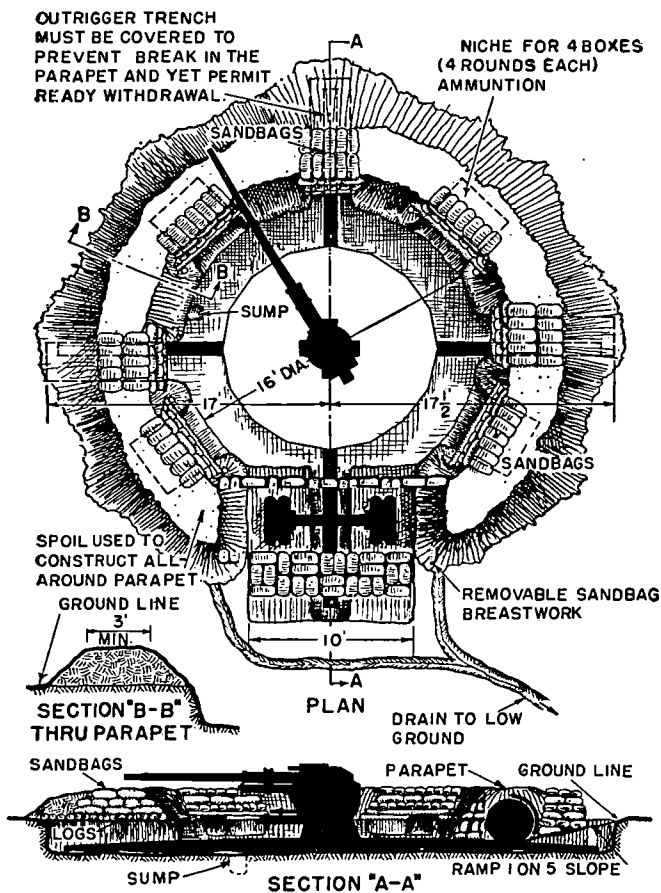 OUTRIGGER TRENCH
MUST BE COVERED TO
PREVENT BREAK IN THE
PARAPET AND YET PERMIT
READY WITHDRAWAL.
A
NICHE FOR 4 BOXES
(4 ROUNDS EACH)
AMMUNTION
SANDBAGS
B
B
SUMP
16' DIA.
17'
17 1/2'
SANDBAGS
SPOIL USED TO
CONSTRUCT ALL-
AROUND PARAPET
REMOVABLE SANDBAG
BREASTWORK
GROUND LINE
3'
MIN.
10'
A
PLAN
SECTION "B-B"
THRU PARAPET
DRAIN TO LOW
GROUND
SANDBAGS
PARAPET
GROUND LINE
LOGS
RAMP 1 ON 5 SLOPE
SUMP
SECTION "A-A"